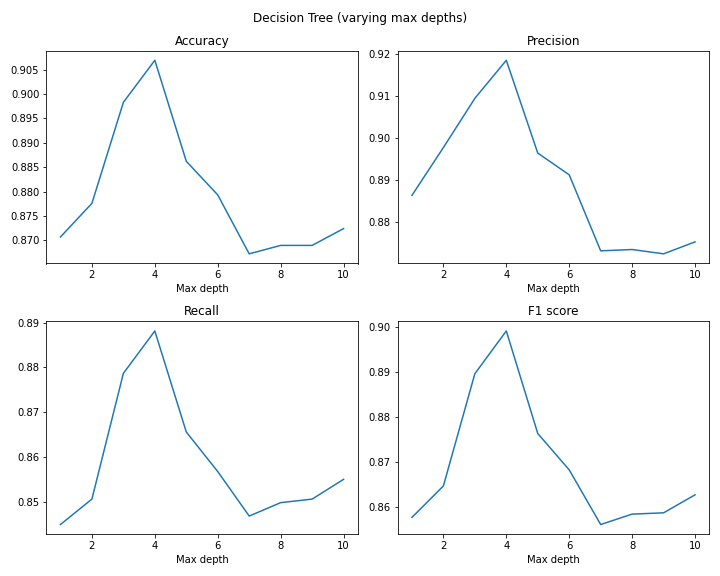 Decision Tree (varying max depths)
Accuracy
0.905
0.900
0.895
0.890
0.885
0.880
0.875
0.870
2 4 6 8 10
Max depth
Precision
0.92
0.91
0.90
0.89
0.88
2 4 6 8 10
Max depth
Recall
0.89
0.88
0.87
0.86
0.85
2 4 6 8 10
Max depth
F1 score
0.90
0.89
0.88
0.87
0.86
2 4 6 8 10
Max depth